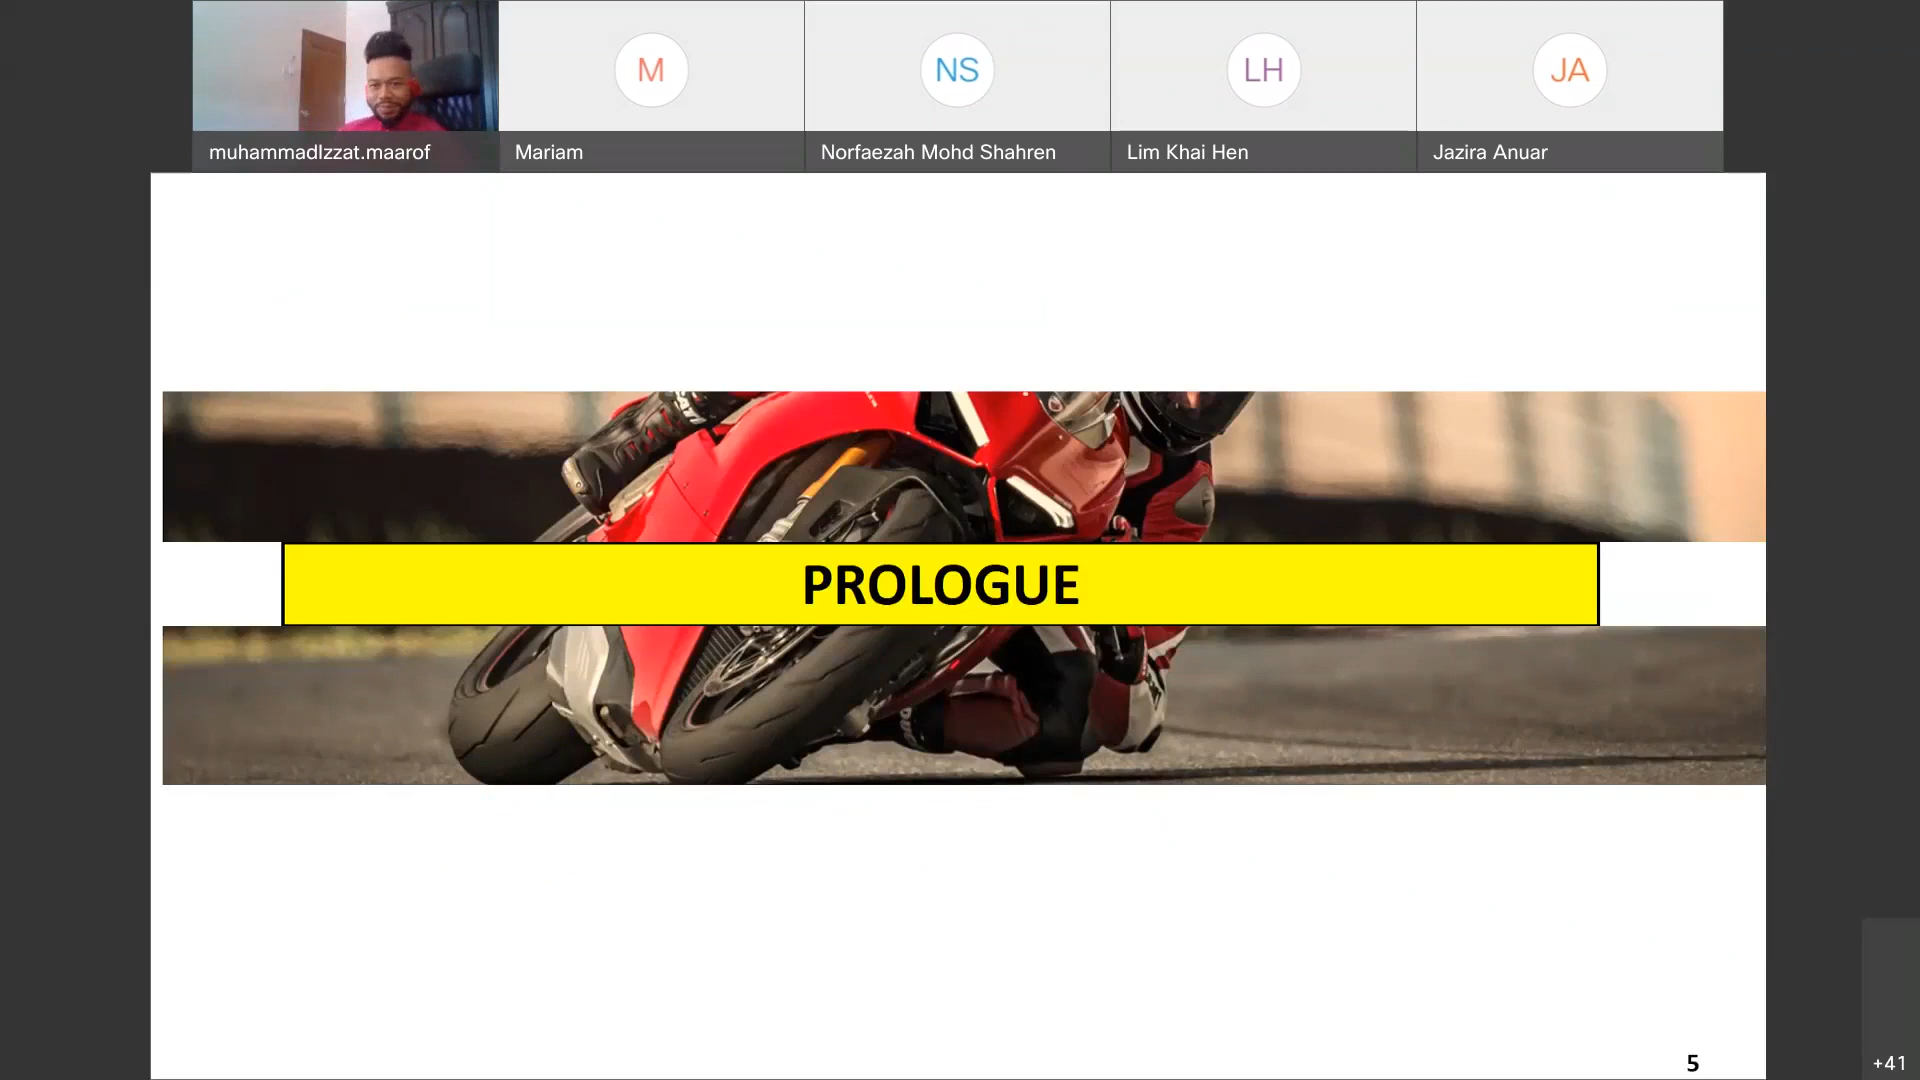 M
NS
LH
JA
muhammadIzzat.maarof
Mariam
Norfaezah Mohd Shahren
Lim Khai Hen
Jazira Anuar
PROLOGUE
5
+41